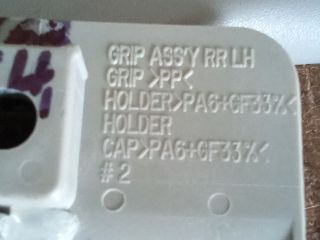 GRIP ASS'Y RR LH
GRIP >PP<
HOLDER>PA6+GF33%<
HOLDER
CAP>PA6+GF33%<
#2